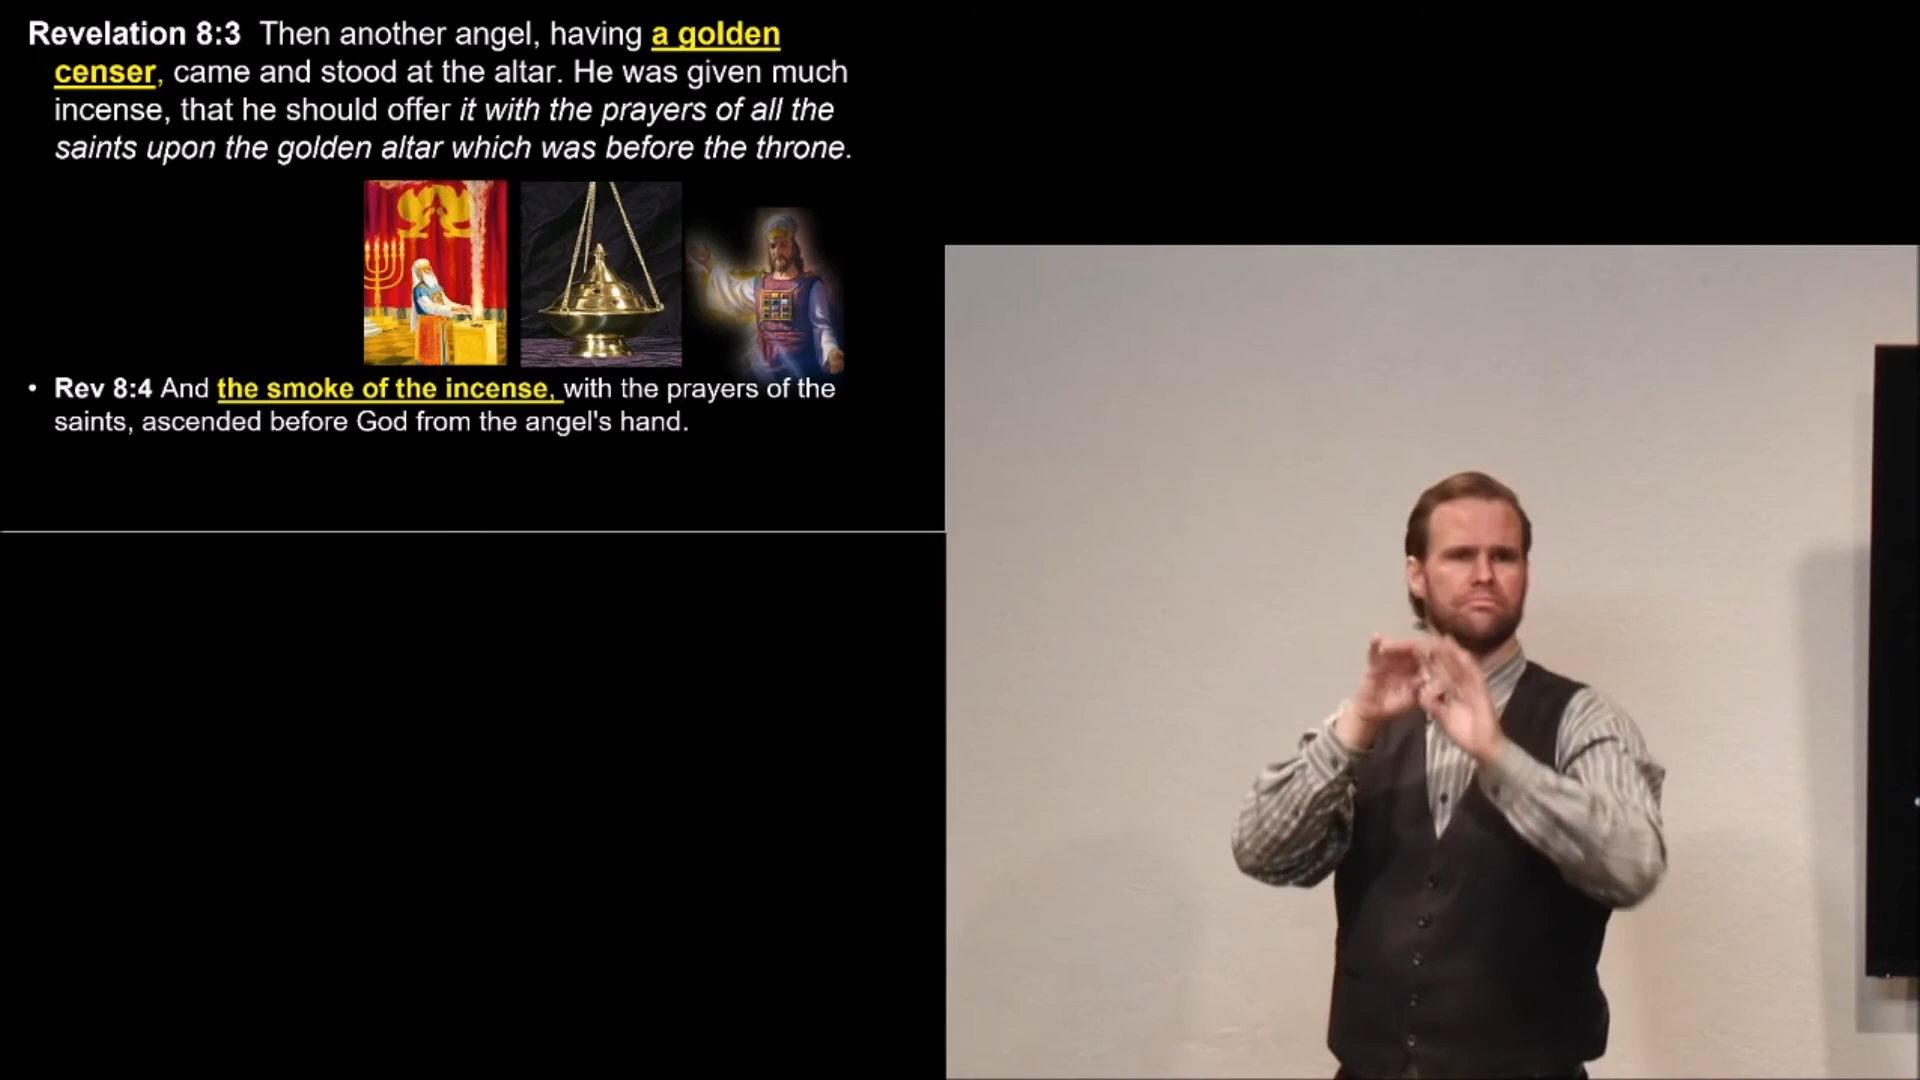 Revelation 8:3 Then another angel, having a golden
censer, came and stood at the altar. He was given much
incense, that he should offer it with the prayers of all the
saints upon the golden altar which was before the throne.
• Rev 8:4 And the smoke of the incense, with the prayers of the
saints, ascended before God from the angel's hand.